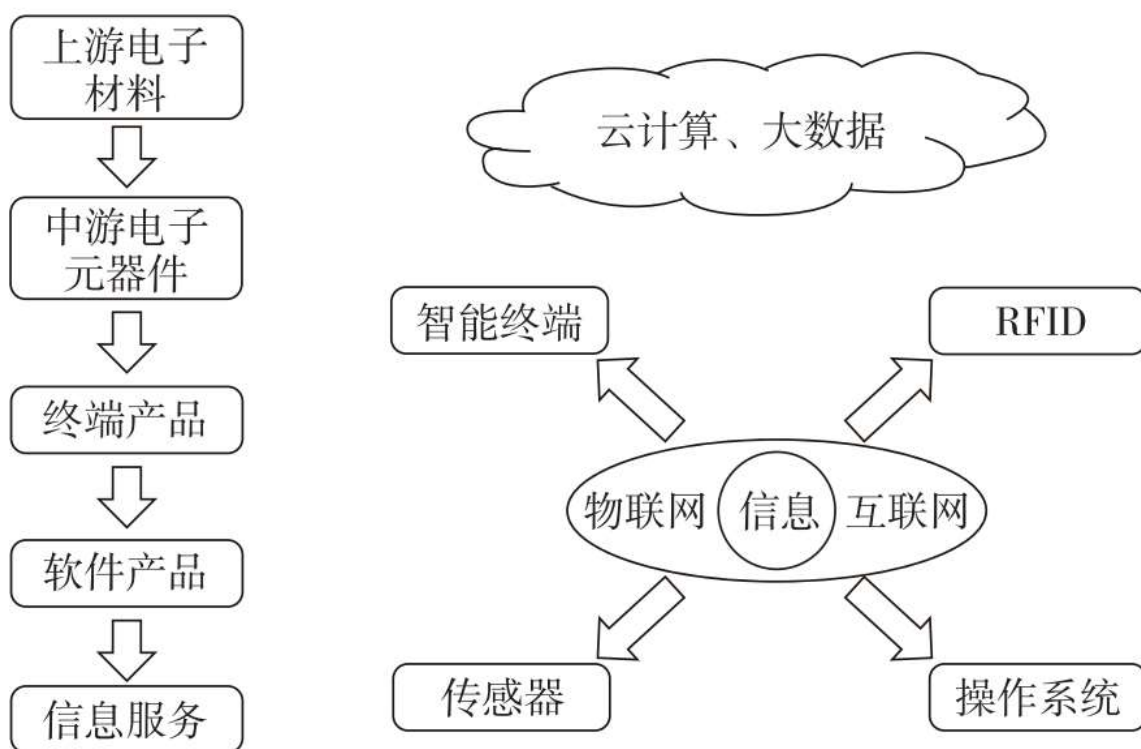 上游电子
材料
中游电子
元器件
终端产品
软件产品
信息服务
云计算、大数据
智能终端
RFID
物联网 信息 互联网
传感器
操作系统